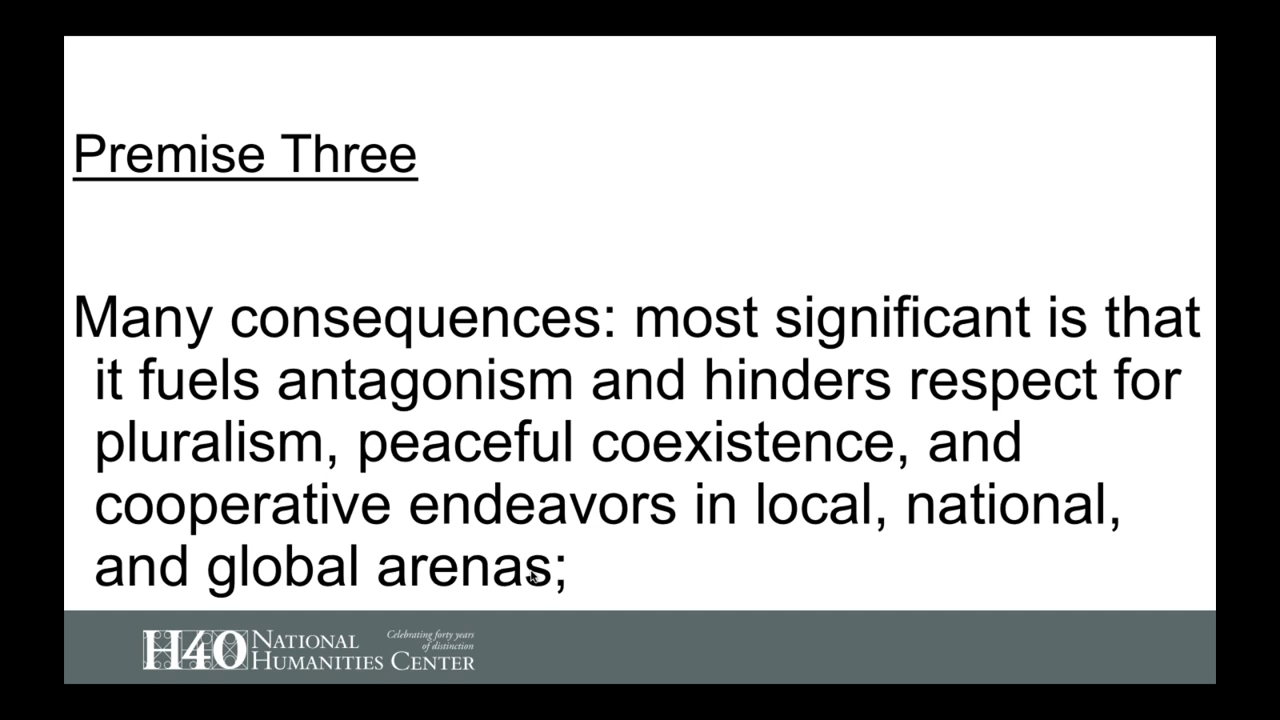 Premise Three
Many consequences: most significant is that
it fuels antagonism and hinders respect for
pluralism, peaceful coexistence, and
cooperative endeavors in local, national,
and global arenas;
H40
NATIONAL
HUMANITIES CENTER
Celebrating forty years
of distinction